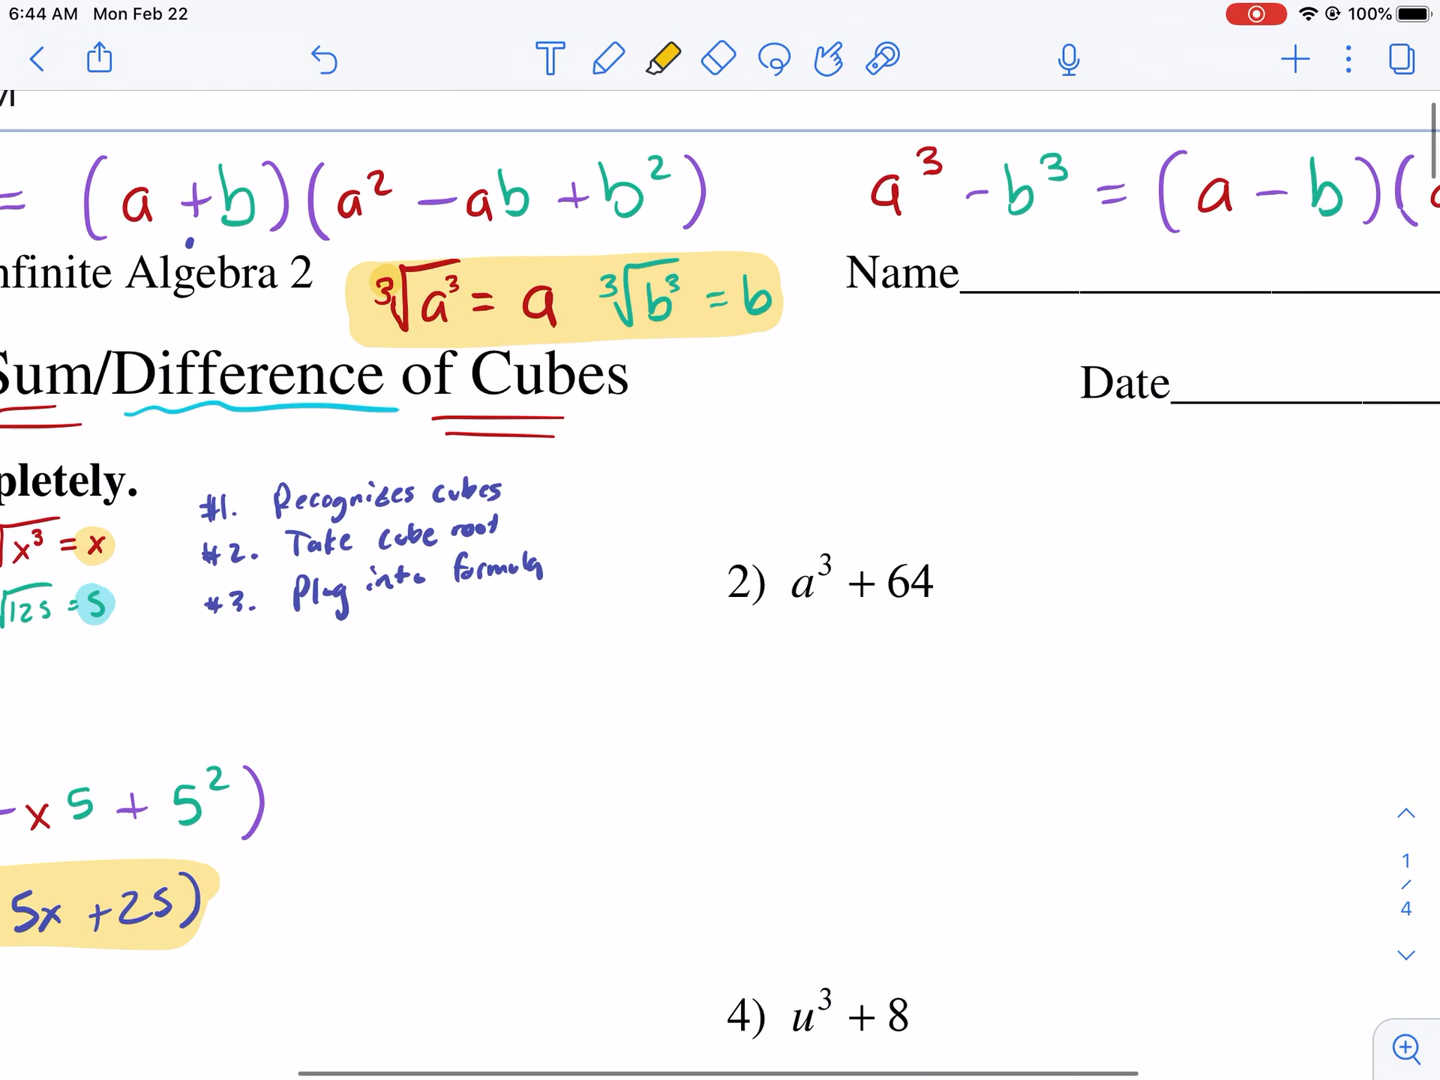 6:44 AM Mon Feb 22 100%
= (a + b)(a² - ab + b²) a³ - b³ = (a - b)(
nfinite Algebra 2 ∛a³ = a ∛b³ = b Name
Sum/Difference of Cubes
Date
pletely.
√x³ = x
√125 = 5
#1. Recognizes cubes
#2. Take cube root
#3. Plug into formula
2) a³ + 64
- x 5 + 5²)
5x + 25)
4) u³ + 8
1
/
4